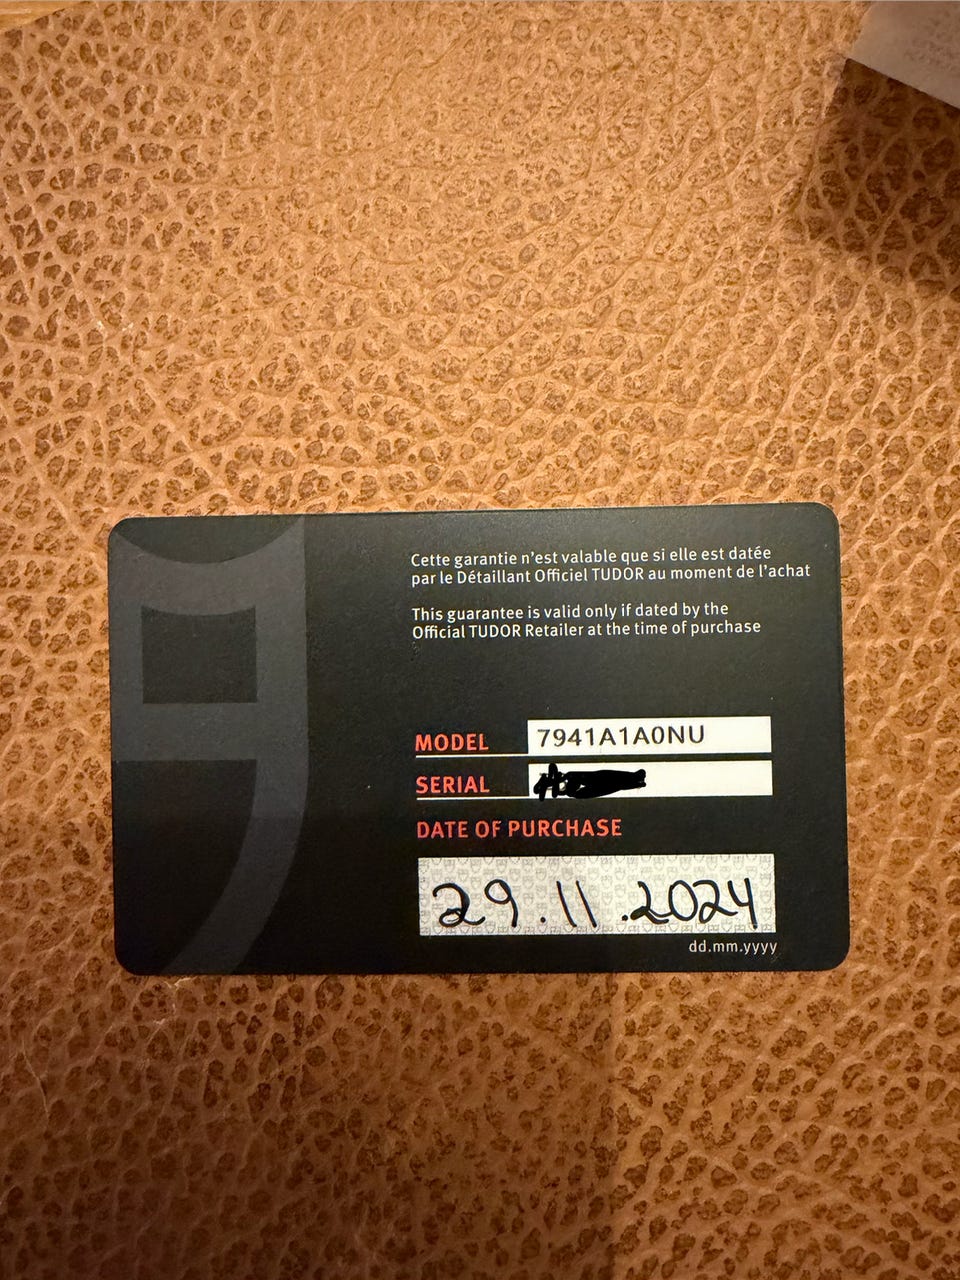 Cette garantie n'est valable que si elle est datée
par le Détaillant Officiel TUDOR au moment de l'achat
This guarantee is valid only if dated by the
Official TUDOR Retailer at the time of purchase
MODEL 7941A1A0NU
SERIAL
DATE OF PURCHASE
29.11.2024
dd.mm.yyyy